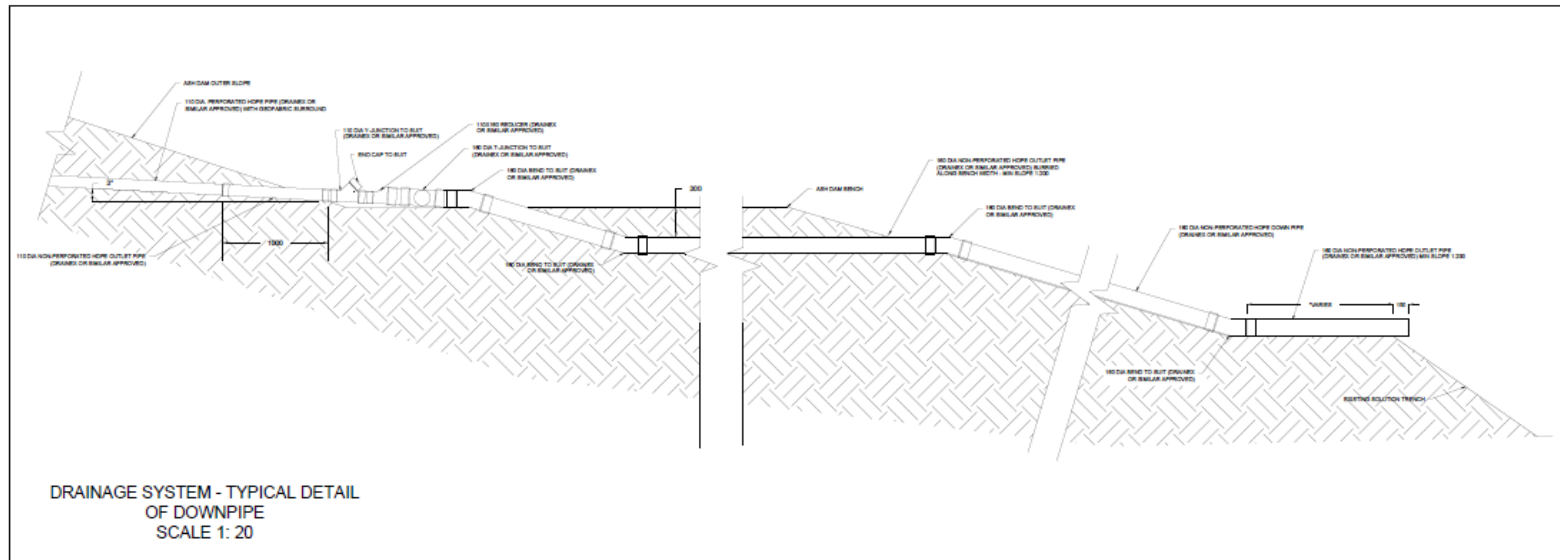 ASH DAM OUTER SLOPE
110 DIA. PERFORATED HDPE PIPE (DRAINEX OR
SIMILAR APPROVED) WITH GEOFABRIC SURROUND
110 DIA Y-JUNCTION TO SUIT
(DRAINEX OR SIMILAR APPROVED)
END CAP TO SUIT
110X160 REDUCER (DRAINEX
OR SIMILAR APPROVED)
160 DIA T-JUNCTION TO SUIT
(DRAINEX OR SIMILAR APPROVED)
160 DIA BEND TO SUIT (DRAINEX
OR SIMILAR APPROVED)
300
ASH DAM BENCH
160 DIA NON-PERFORATED HDPE OUTLET PIPE
(DRAINEX OR SIMILAR APPROVED) BURRIED
ALONG BENCH WIDTH - MIN SLOPE 1:200
160 DIA BEND TO SUIT (DRAINEX
OR SIMILAR APPROVED)
160 DIA NON-PERFORATED HDPE DOWN PIPE
(DRAINEX OR SIMILAR APPROVED)
160 DIA NON-PERFORATED HDPE OUTLET PIPE
(DRAINEX OR SIMILAR APPROVED) MIN SLOPE 1:200
2°
1000
110 DIA NON-PERFORATED HDPE OUTLET PIPE
(DRAINEX OR SIMILAR APPROVED)
160 DIA BEND TO SUIT (DRAINEX
OR SIMILAR APPROVED)
*VARIES
160 DIA BEND TO SUIT (DRAINEX
OR SIMILAR APPROVED)
EXISTING SOLUTION TRENCH
DRAINAGE SYSTEM - TYPICAL DETAIL
OF DOWNPIPE
SCALE 1: 20